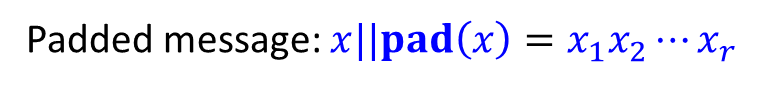 Padded message: x||pad(x) = x₁x₂ ⋯ xᵣ